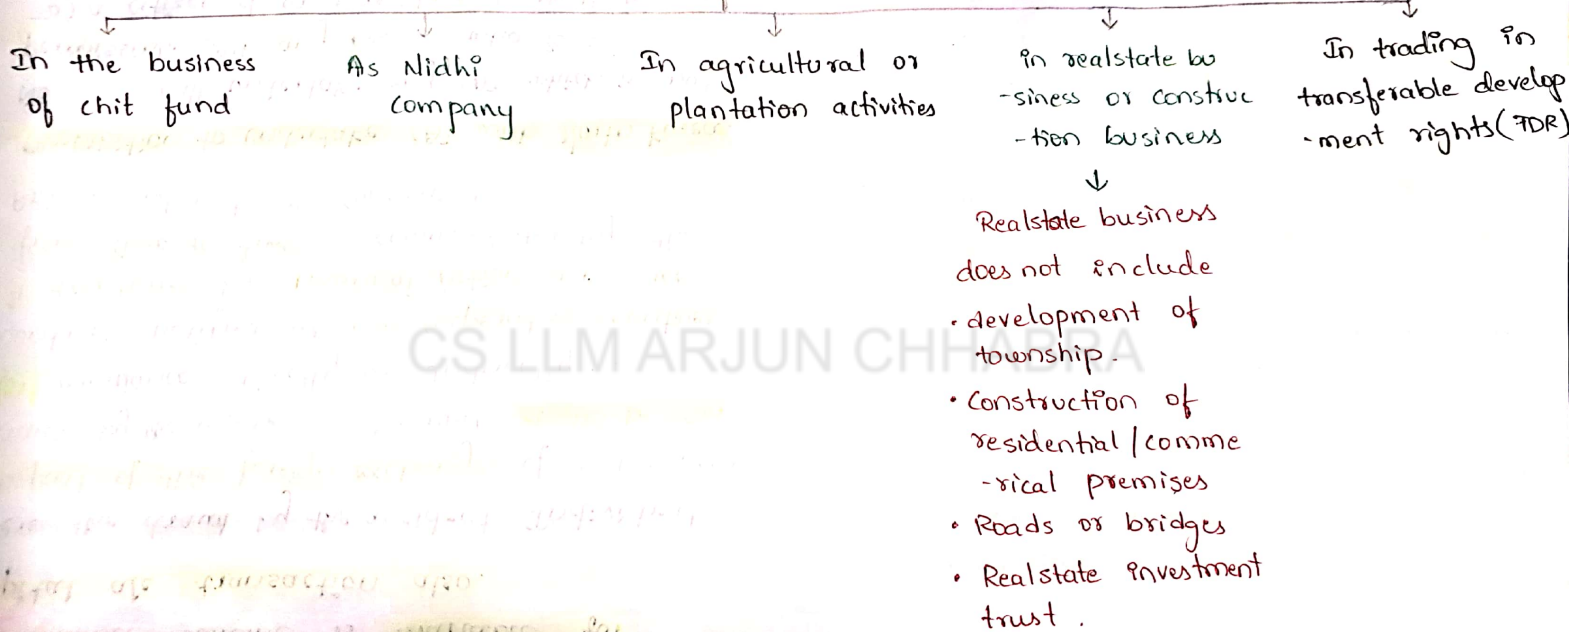 In the business
of chit fund
As Nidhi
company
In agricultural or
plantation activities
in realstate bu
-siness or construc
-tion business
Realstate business
does not include
• development of
township.
• Construction of
residential/comme
-rical premises
• Roads or bridges
• Realstate investment
trust.
In trading in
transferable develop
-ment rights (TDR)
CS LLM ARJUN CHHABRA